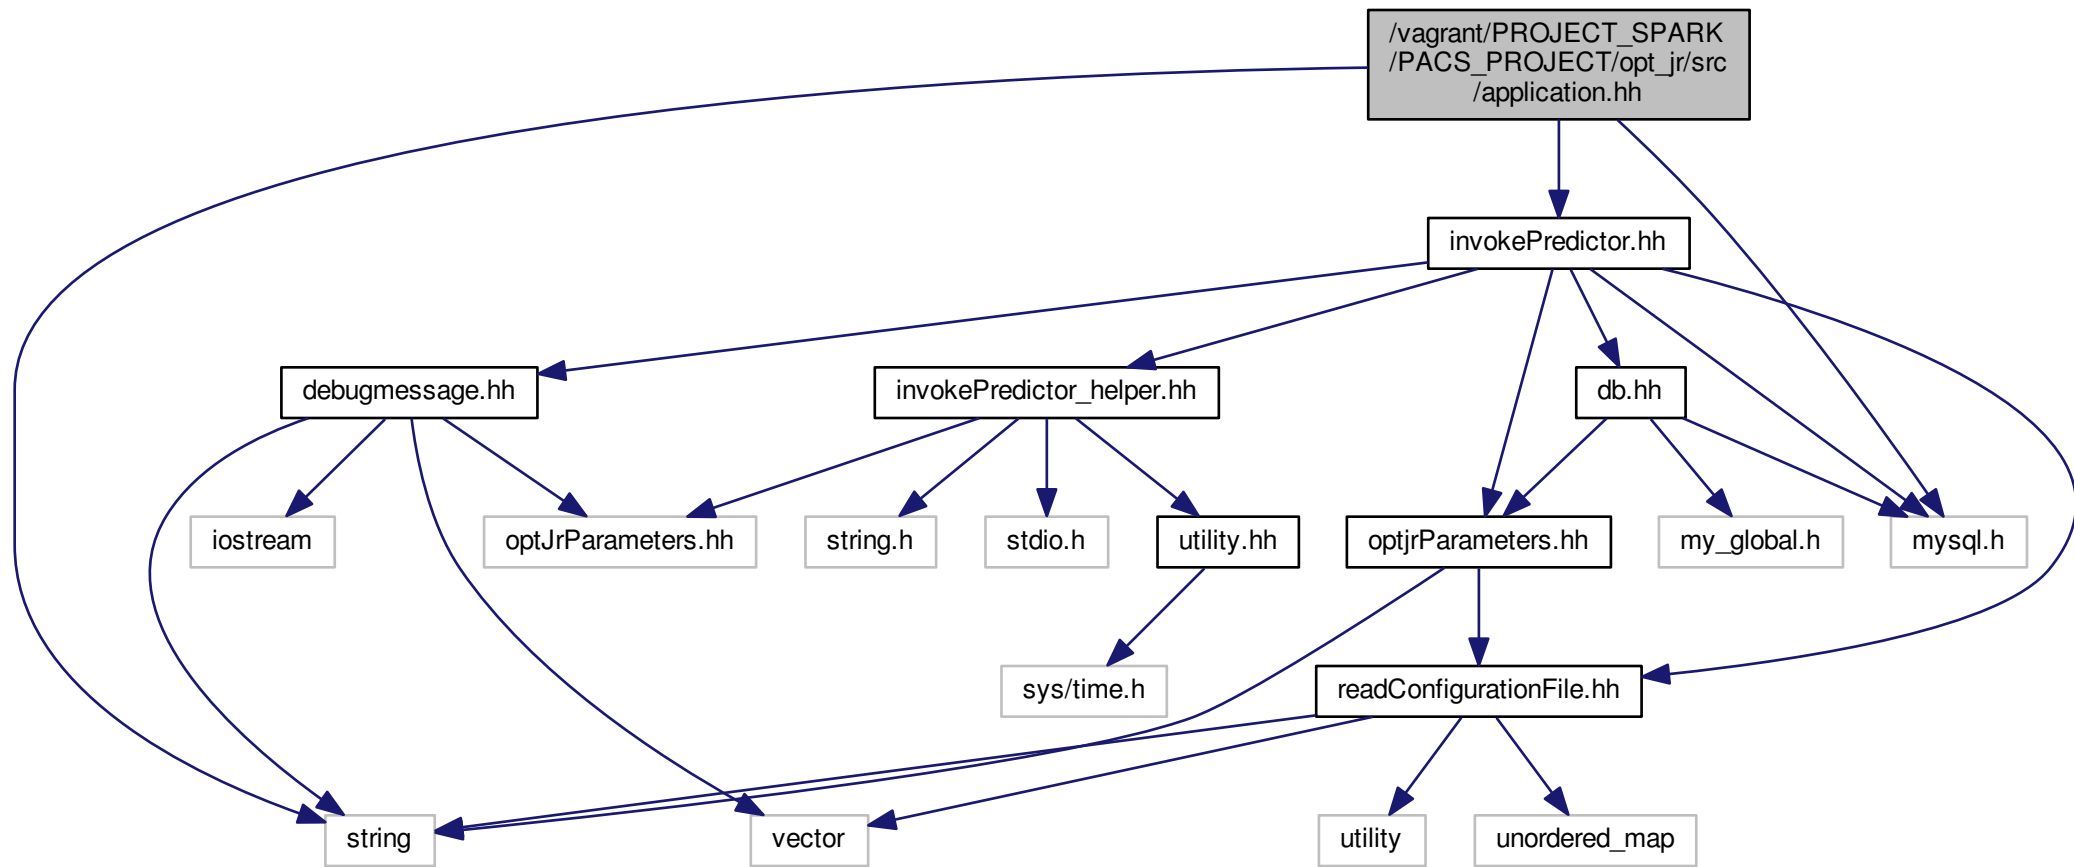 /vagrant/PROJECT_SPARK
/PACS_PROJECT/opt_jr/src
/application.hh
invokePredictor.hh
debugmessage.hh
invokePredictor_helper.hh
db.hh
iostream
optJrParameters.hh
string.h
stdio.h
utility.hh
optjrParameters.hh
my_global.h
mysql.h
sys/time.h
readConfigurationFile.hh
string
vector
utility
unordered_map